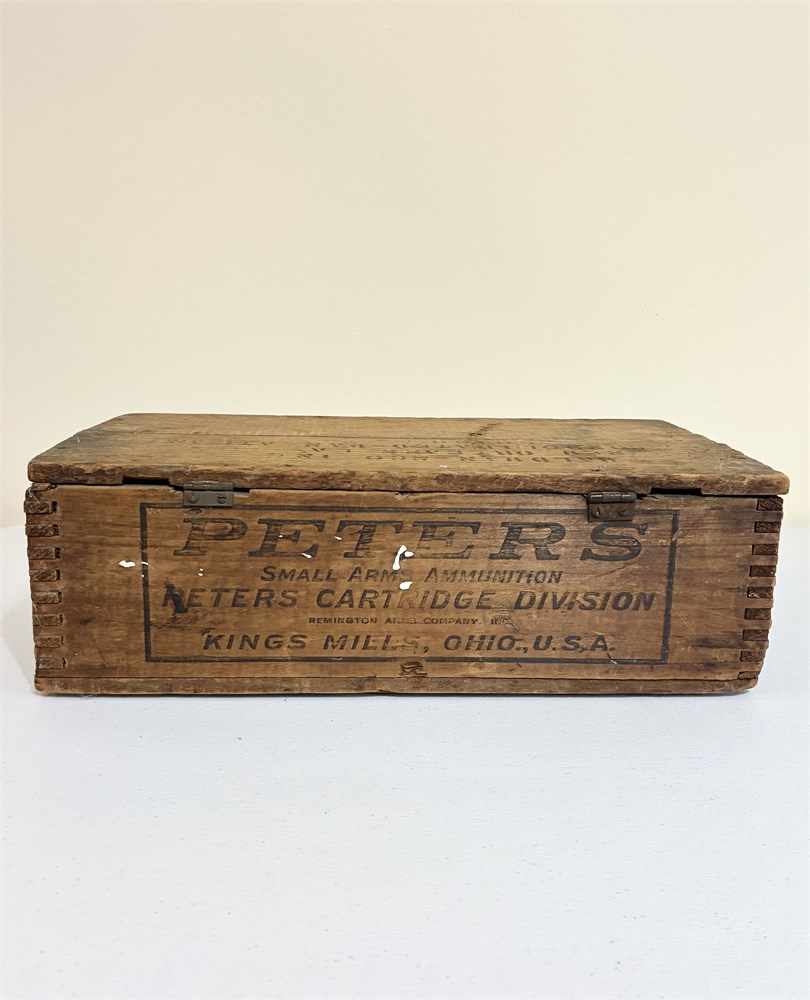 PETERS
SMALL ARMS AMMUNITION
PETERS CARTRIDGE DIVISION
REMINGTON ARMS COMPANY, INC.
KINGS MILLS, OHIO., U.S.A.